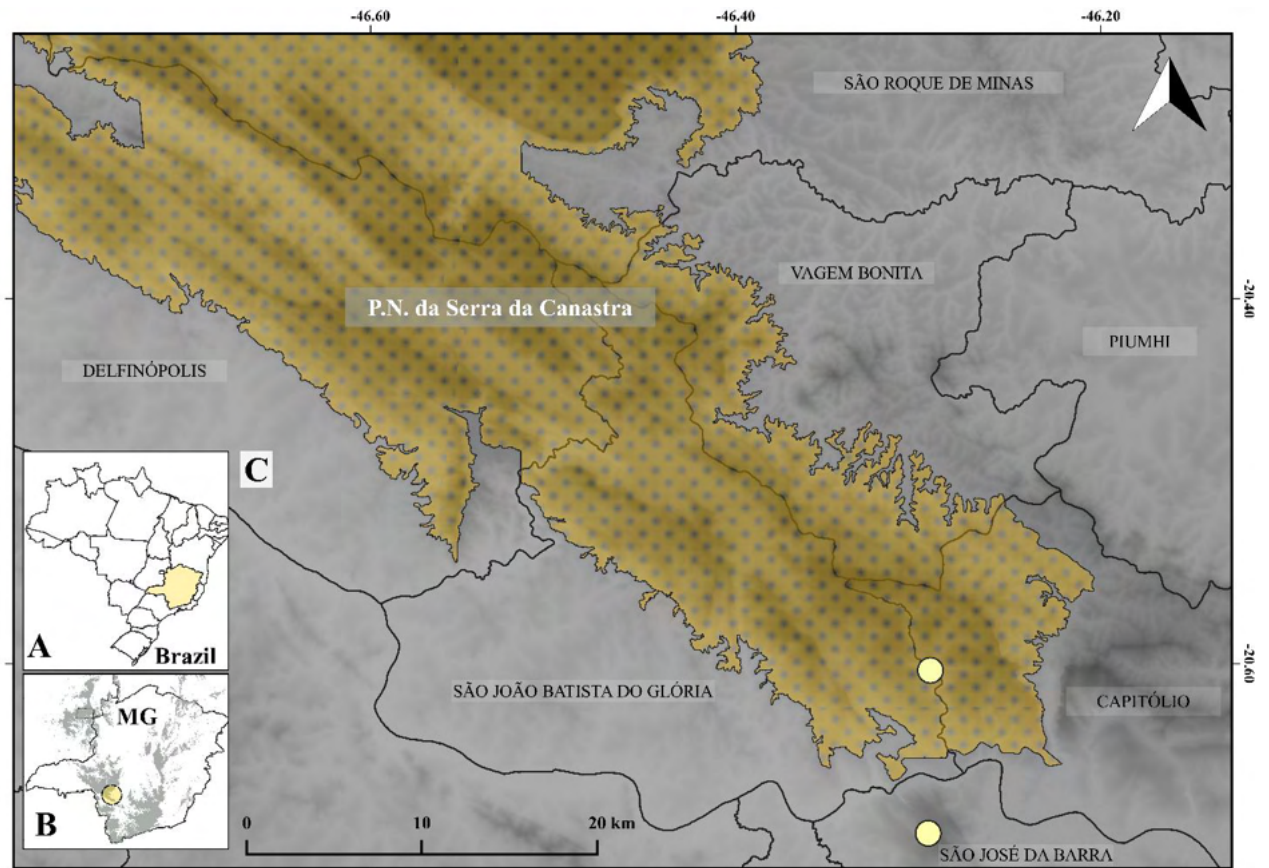 -46.60
-46.40
-46.20
SÃO ROQUE DE MINAS
VAGEM BONITA
-20.40
P.N. da Serra da Canastra
PIUMHI
DELFINÓPOLIS
C
A
Brazil
-20.60
SÃO JOÃO BATISTA DO GLÓRIA
CAPITÓLIO
MG
B
0 10 20 km
SÃO JOSÉ DA BARRA